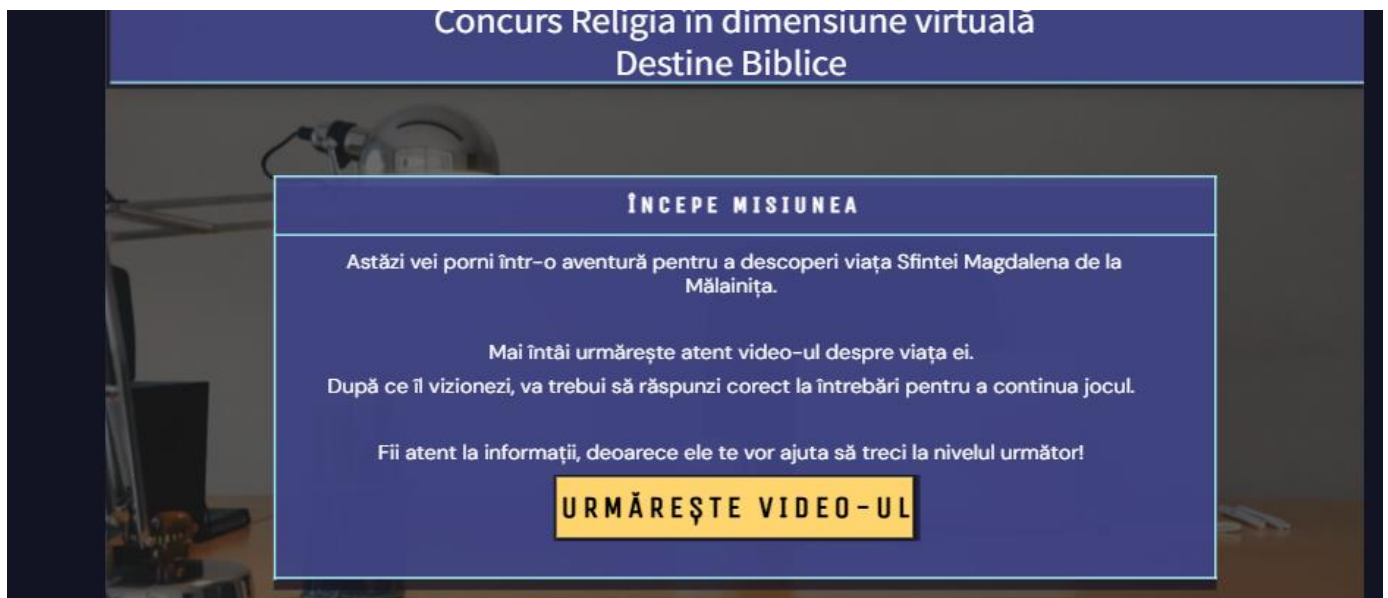 Concurs Religia în dimensiune virtuală
Destine Biblice
ÎNCEPE MISIUNEA
Astăzi vei porni într-o aventură pentru a descoperi viața Sfintei Magdalena de la
Mălainița.
Mai întâi urmărește atent video-ul despre viața ei.
După ce îl vizionezi, va trebui să răspunzi corect la întrebări pentru a continua jocul.
Fii atent la informații, deoarece ele te vor ajuta să treci la nivelul următor!
URMĂREȘTE VIDEO-UL